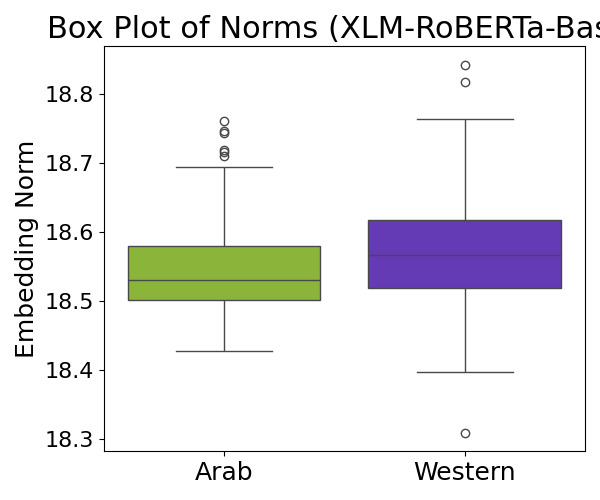 Box Plot of Norms (XLM-RoBERTa-Bas
Embedding Norm
18.8
18.7
18.6
18.5
18.4
18.3
Arab Western